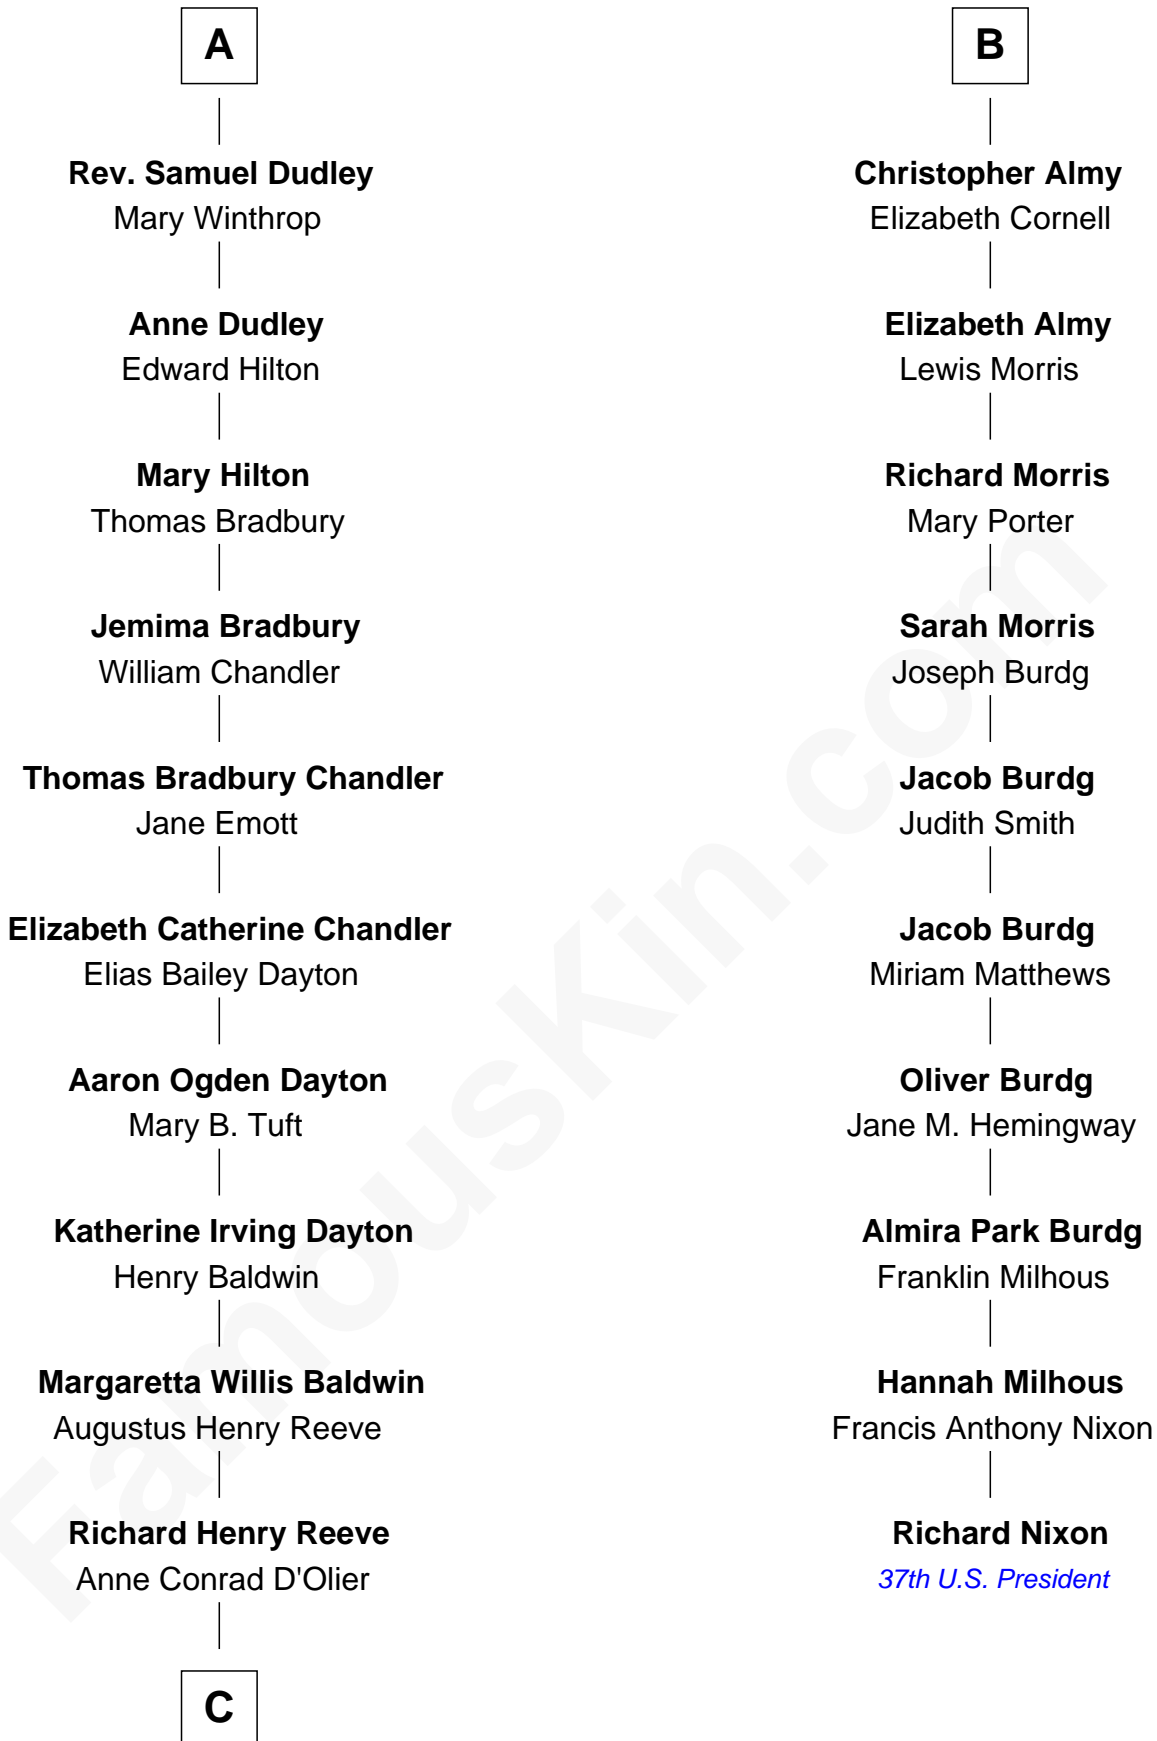 A
Rev. Samuel Dudley
Mary Winthrop
Anne Dudley
Edward Hilton
Mary Hilton
Thomas Bradbury
Jemima Bradbury
William Chandler
Thomas Bradbury Chandler
Jane Emott
Elizabeth Catherine Chandler
Elias Bailey Dayton
Aaron Ogden Dayton
Mary B. Tuft
Katherine Irving Dayton
Henry Baldwin
Margaretta Willis Baldwin
Augustus Henry Reeve
Richard Henry Reeve
Anne Conrad D'Olier
C
B
Christopher Almy
Elizabeth Cornell
Elizabeth Almy
Lewis Morris
Richard Morris
Mary Porter
Sarah Morris
Joseph Burdg
Jacob Burdg
Judith Smith
Jacob Burdg
Miriam Matthews
Oliver Burdg
Jane M. Hemingway
Almira Park Burdg
Franklin Milhous
Hannah Milhous
Francis Anthony Nixon
Richard Nixon
37th U.S. President
FamousKin.com